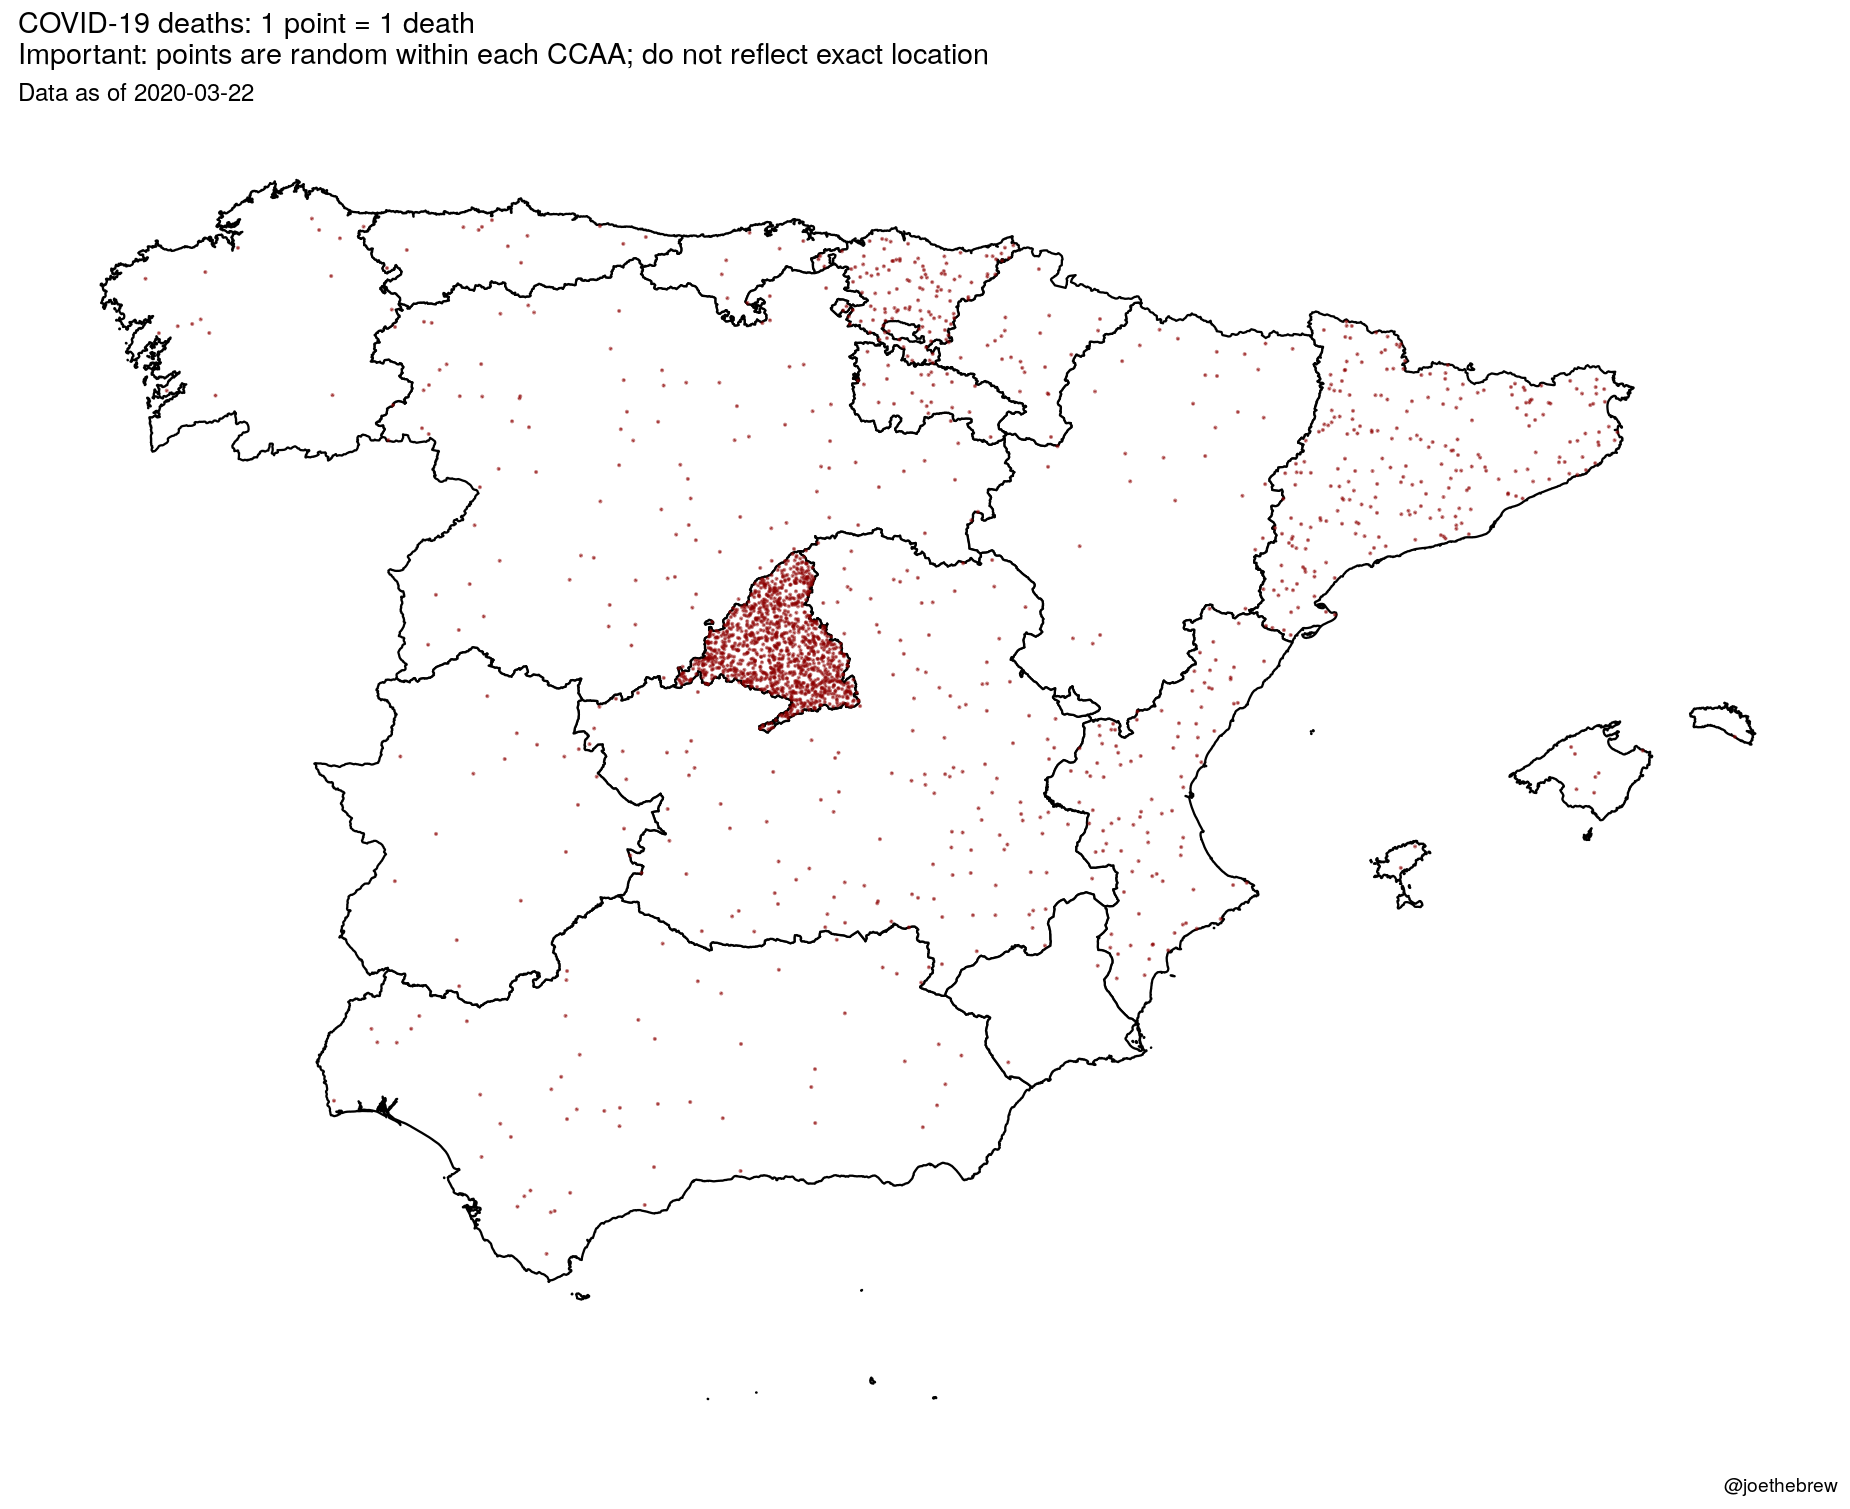 COVID-19 deaths: 1 point = 1 death
Important: points are random within each CCAA; do not reflect exact location
Data as of 2020-03-22
@joethebrew